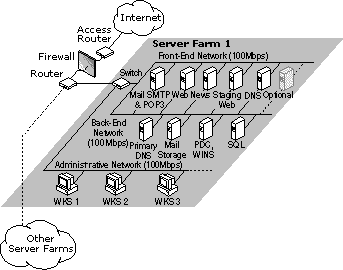 Internet
Access
Router
Firewall
Router
Switch
Server Farm 1
Front-End Network (100Mbps)
Mail SMTP
& POP3
Web
News
Staging
Web
DNS
Optional
Back-End
Network
(100Mbps)
Primary
DNS
Mail
Storage
PDC,
WINS
SQL
Administrative Network (100Mbps)
WKS 1
WKS 2
WKS 3
Other
Server Farms